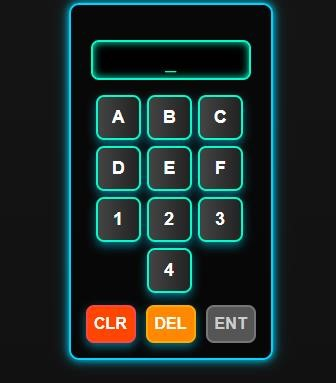 _
A B C
D E F
1 2 3
4
CLR DEL ENT